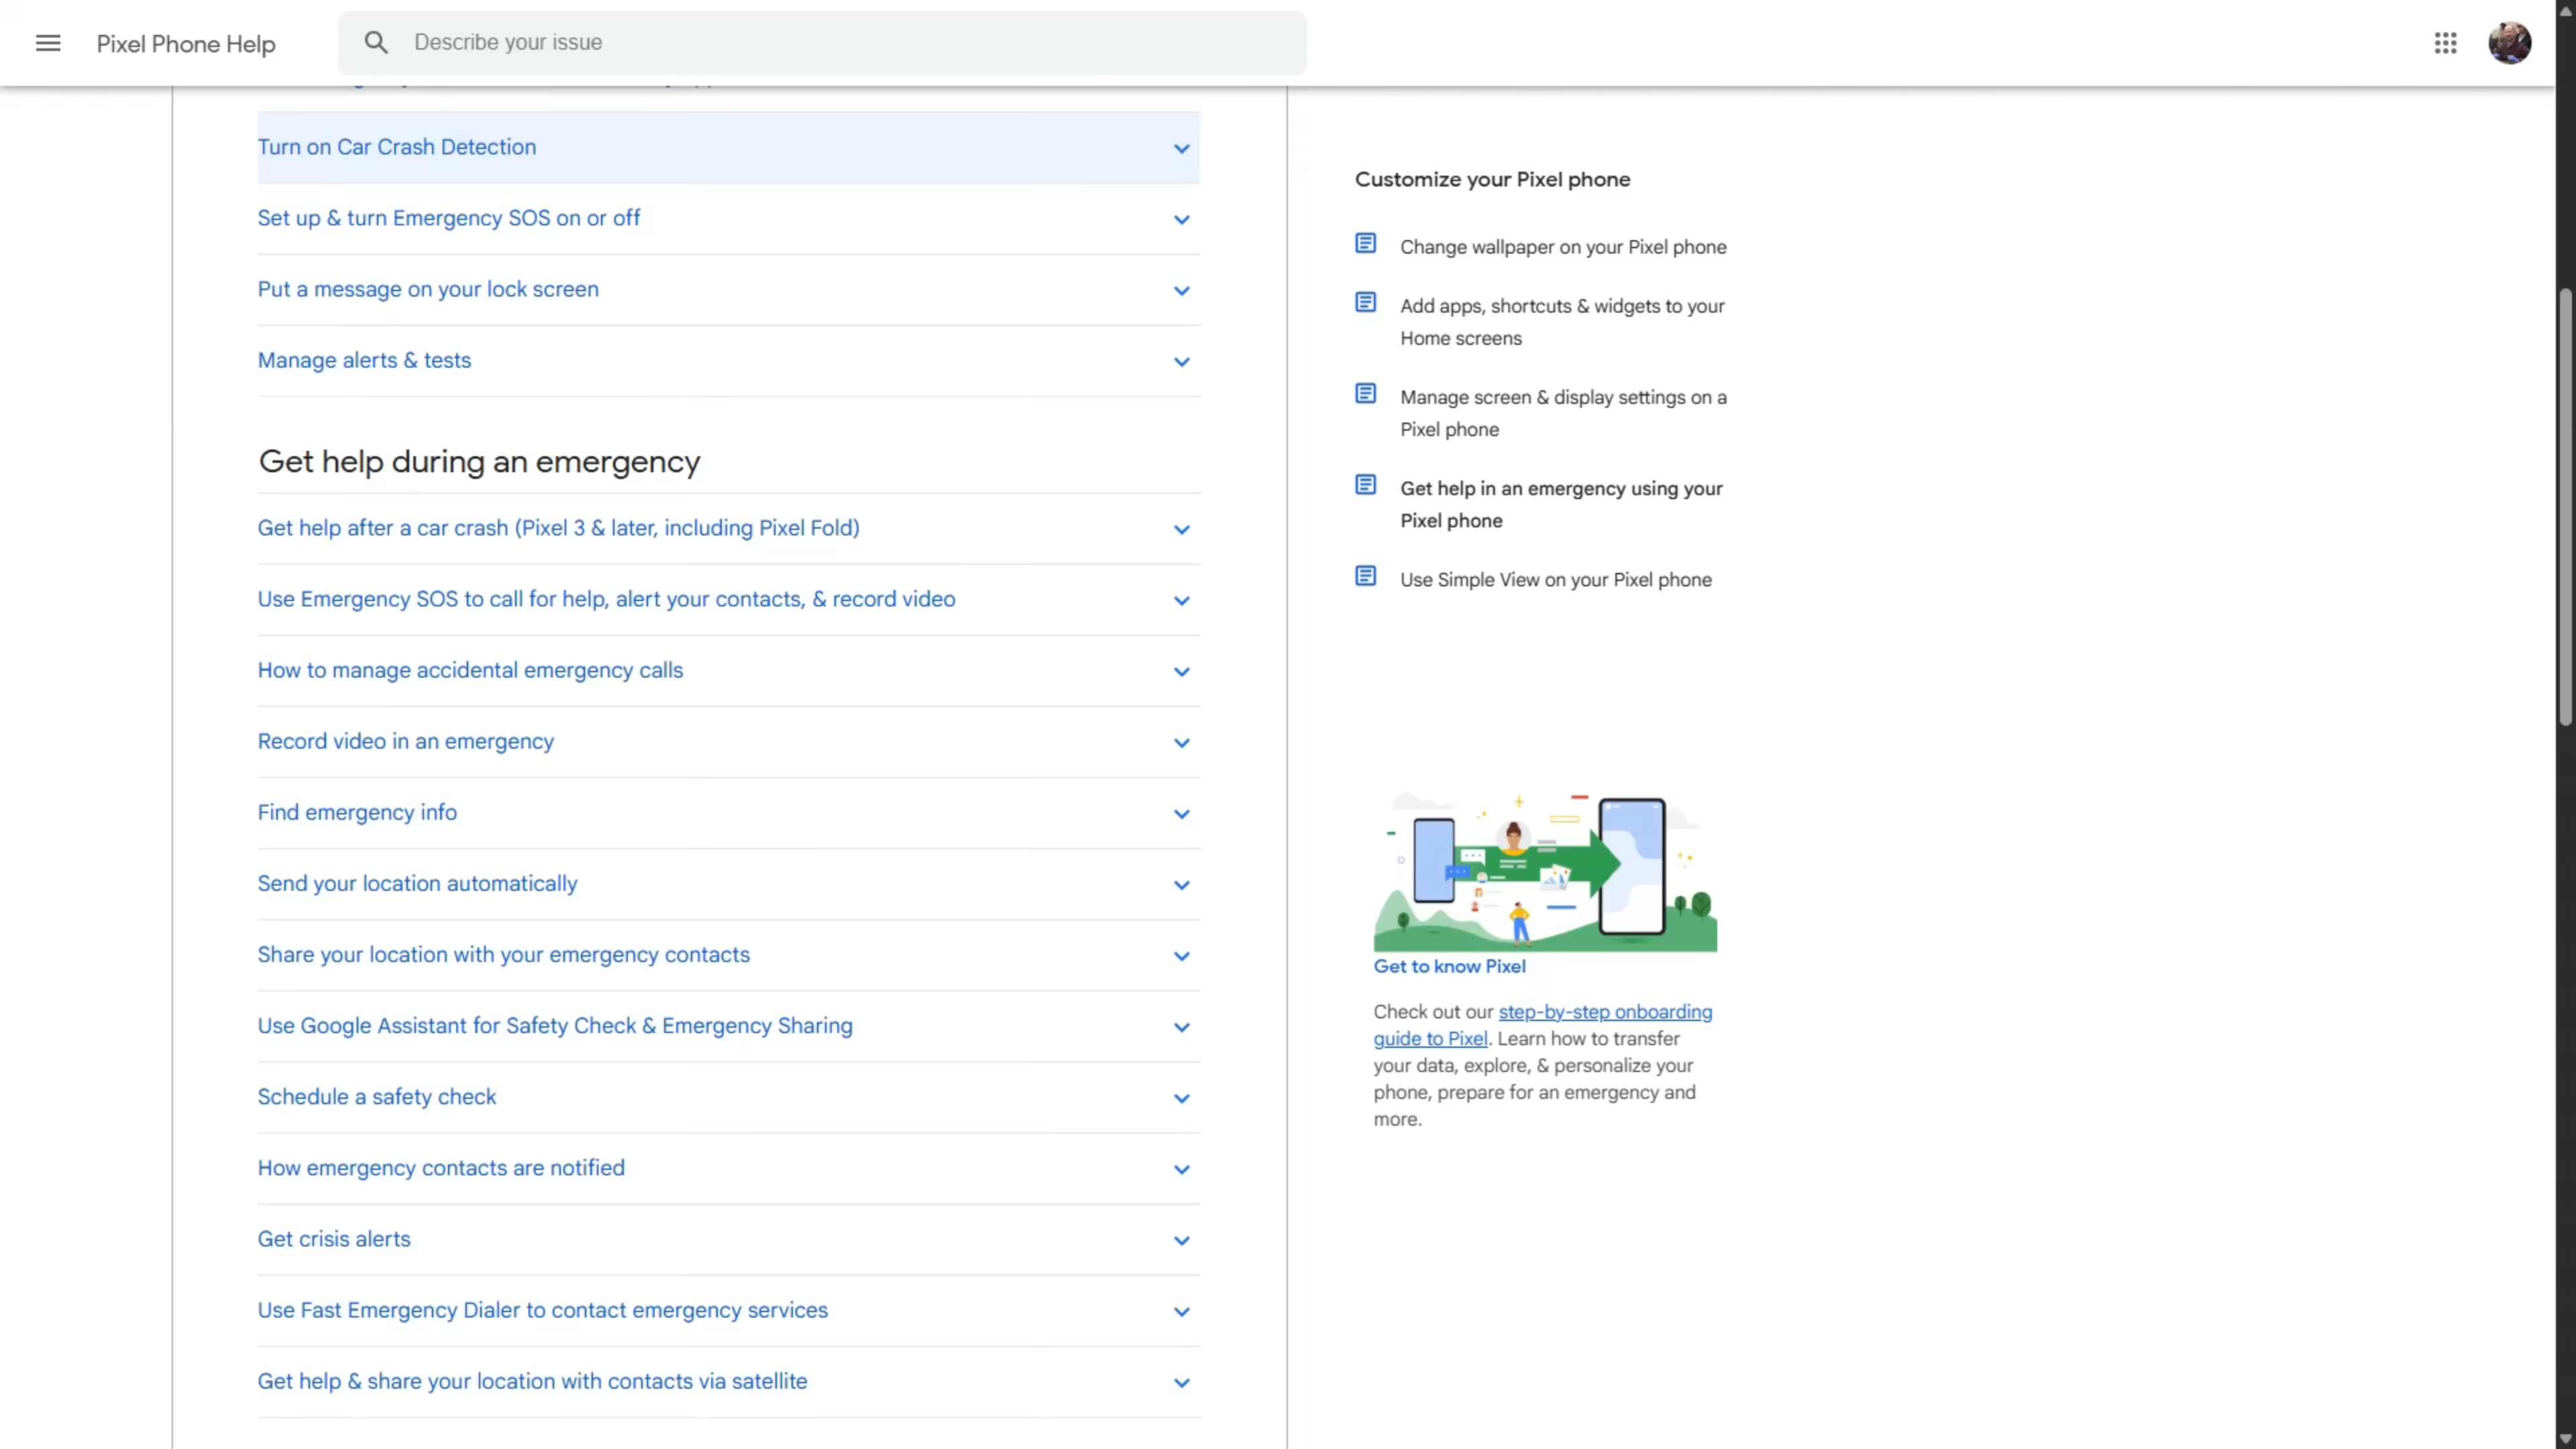 Pixel Phone Help
Describe your issue
Turn on Car Crash Detection
Set up & turn Emergency SOS on or off
Put a message on your lock screen
Manage alerts & tests
Get help during an emergency
Get help after a car crash (Pixel 3 & later, including Pixel Fold)
Use Emergency SOS to call for help, alert your contacts, & record video
How to manage accidental emergency calls
Record video in an emergency
Find emergency info
Send your location automatically
Share your location with your emergency contacts
Use Google Assistant for Safety Check & Emergency Sharing
Schedule a safety check
How emergency contacts are notified
Get crisis alerts
Use Fast Emergency Dialer to contact emergency services
Get help & share your location with contacts via satellite
Customize your Pixel phone
Change wallpaper on your Pixel phone
Add apps, shortcuts & widgets to your
Home screens
Manage screen & display settings on a
Pixel phone
Get help in an emergency using your
Pixel phone
Use Simple View on your Pixel phone
Get to know Pixel
Check out our step-by-step onboarding
guide to Pixel. Learn how to transfer
your data, explore, & personalize your
phone, prepare for an emergency and
more.